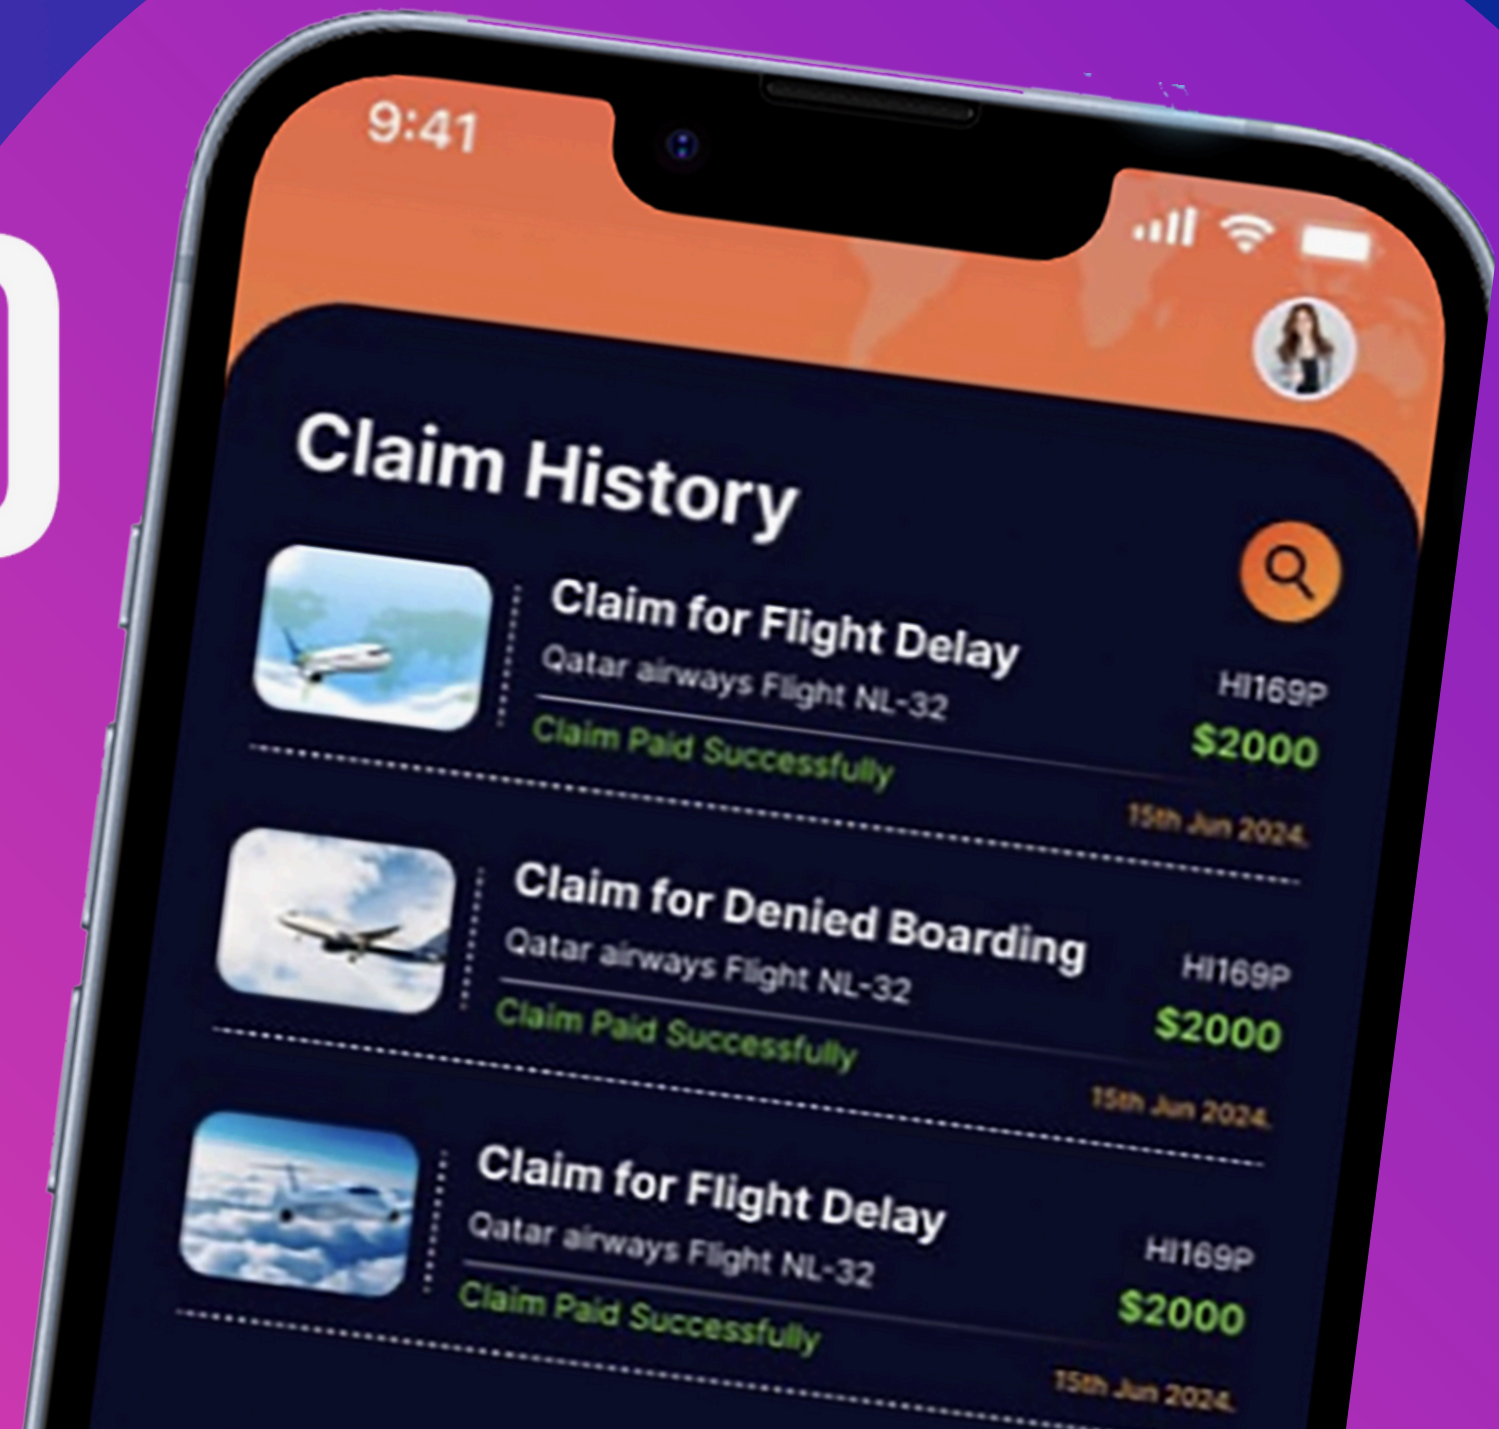 9:41
Claim History
Claim for Flight Delay
Qatar airways Flight NL-32
HI169P
$2000
Claim Paid Successfully
15th Jun 2024.
Claim for Denied Boarding
Qatar airways Flight NL-32
HI169P
$2000
Claim Paid Successfully
15th Jun 2024.
Claim for Flight Delay
Qatar airways Flight NL-32
HI169P
$2000
Claim Paid Successfully
15th Jun 2024.